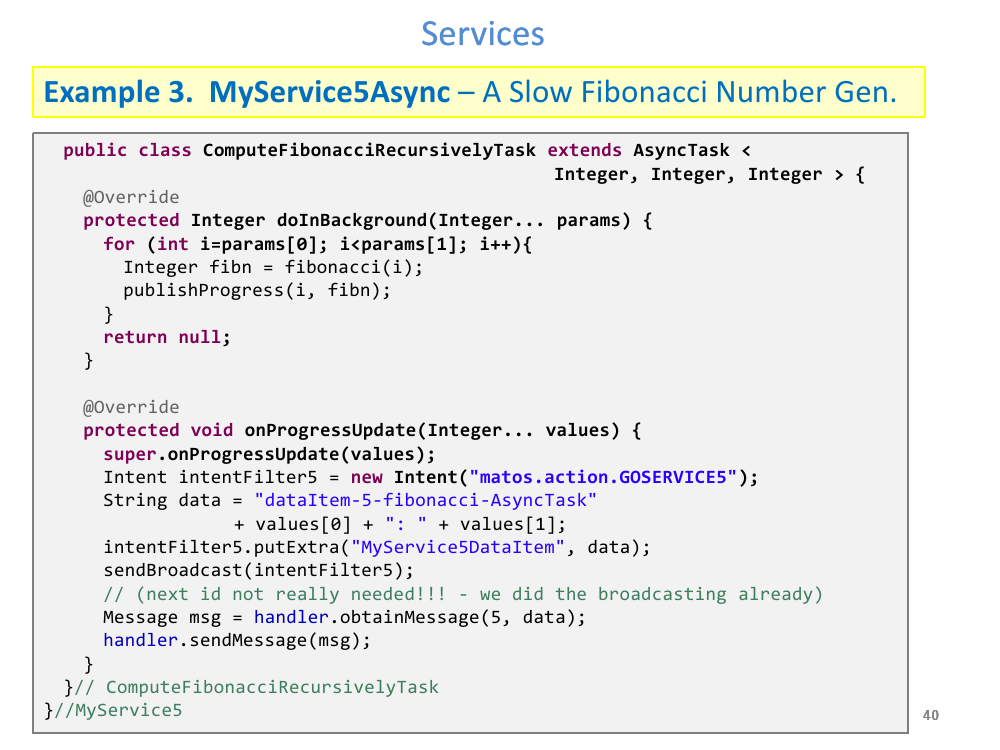 Services
Example 3. MyService5Async – A Slow Fibonacci Number Gen.
public class ComputeFibonacciRecursivelyTask extends AsyncTask <
Integer, Integer, Integer > {
@Override
protected Integer doInBackground(Integer... params) {
for (int i=params[0]; i<params[1]; i++){
Integer fibn = fibonacci(i);
publishProgress(i, fibn);
}
return null;
}
@Override
protected void onProgressUpdate(Integer... values) {
super.onProgressUpdate(values);
Intent intentFilter5 = new Intent("matos.action.GOSERVICE5");
String data = "dataItem-5-fibonacci-AsyncTask"
+ values[0] + ": " + values[1];
intentFilter5.putExtra("MyService5DataItem", data);
sendBroadcast(intentFilter5);
// (next id not really needed!!! - we did the broadcasting already)
Message msg = handler.obtainMessage(5, data);
handler.sendMessage(msg);
}
}// ComputeFibonacciRecursivelyTask
}//MyService5
40